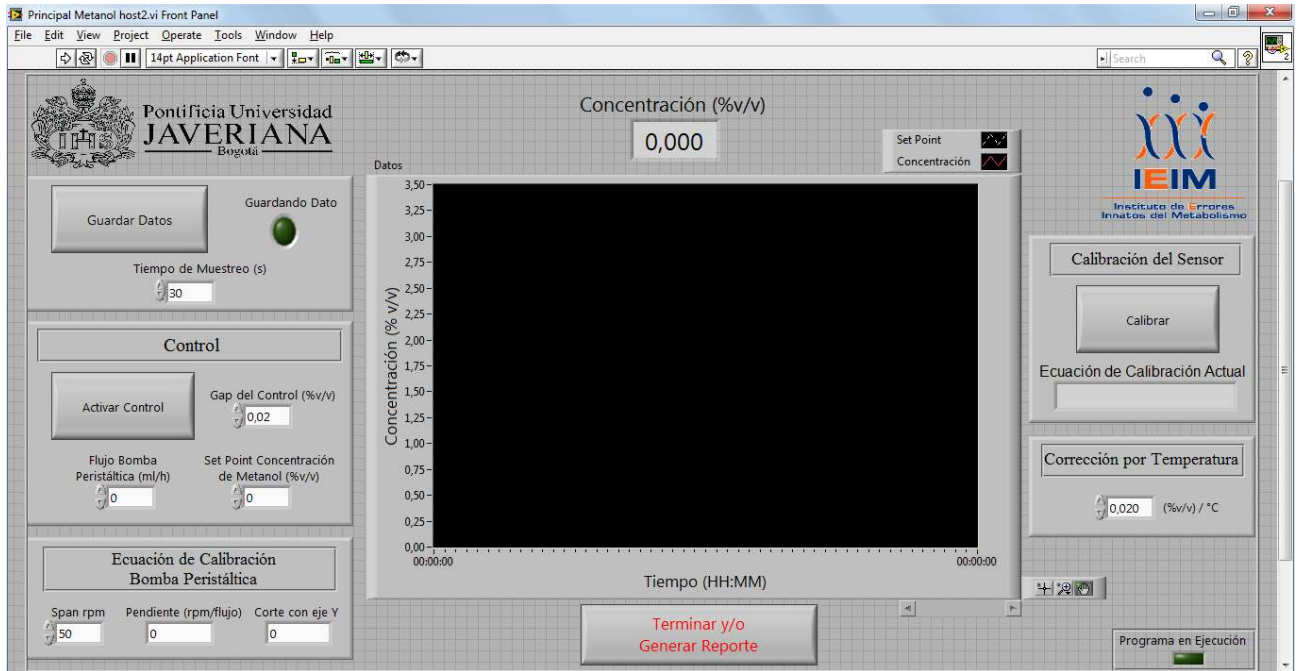 Principal Metanol host2.vi Front Panel
File Edit View Project Operate Tools Window Help
14pt Application Font
Search
2
IHS
Pontificia Universidad
JAVERIANA
Bogotá
Concentración (%v/v)
0,000
Set Point
Concentración
IEIM
Instituto de Errores
Innatos del Metabolismo
Guardar Datos
Guardando Dato
Tiempo de Muestreo (s)
30
Control
Activar Control
Gap del Control (%v/v)
0,02
Flujo Bomba
Peristáltica (ml/h)
0
Set Point Concentración
de Metanol (%v/v)
0
Ecuación de Calibración
Bomba Peristáltica
Span rpm Pendiente (rpm/flujo) Corte con eje Y
50 0 0
Datos
Concentración (% v/v)
3,50
3,25
3,00
2,75
2,50
2,25
2,00
1,75
1,50
1,25
1,00
0,75
0,50
0,25
0,00
00:00:00 00:00:00
Tiempo (HH:MM)
Terminar y/o
Generar Reporte
Calibración del Sensor
Calibrar
Ecuación de Calibración Actual
Corrección por Temperatura
0,020 (%v/v) / °C
Programa en Ejecución